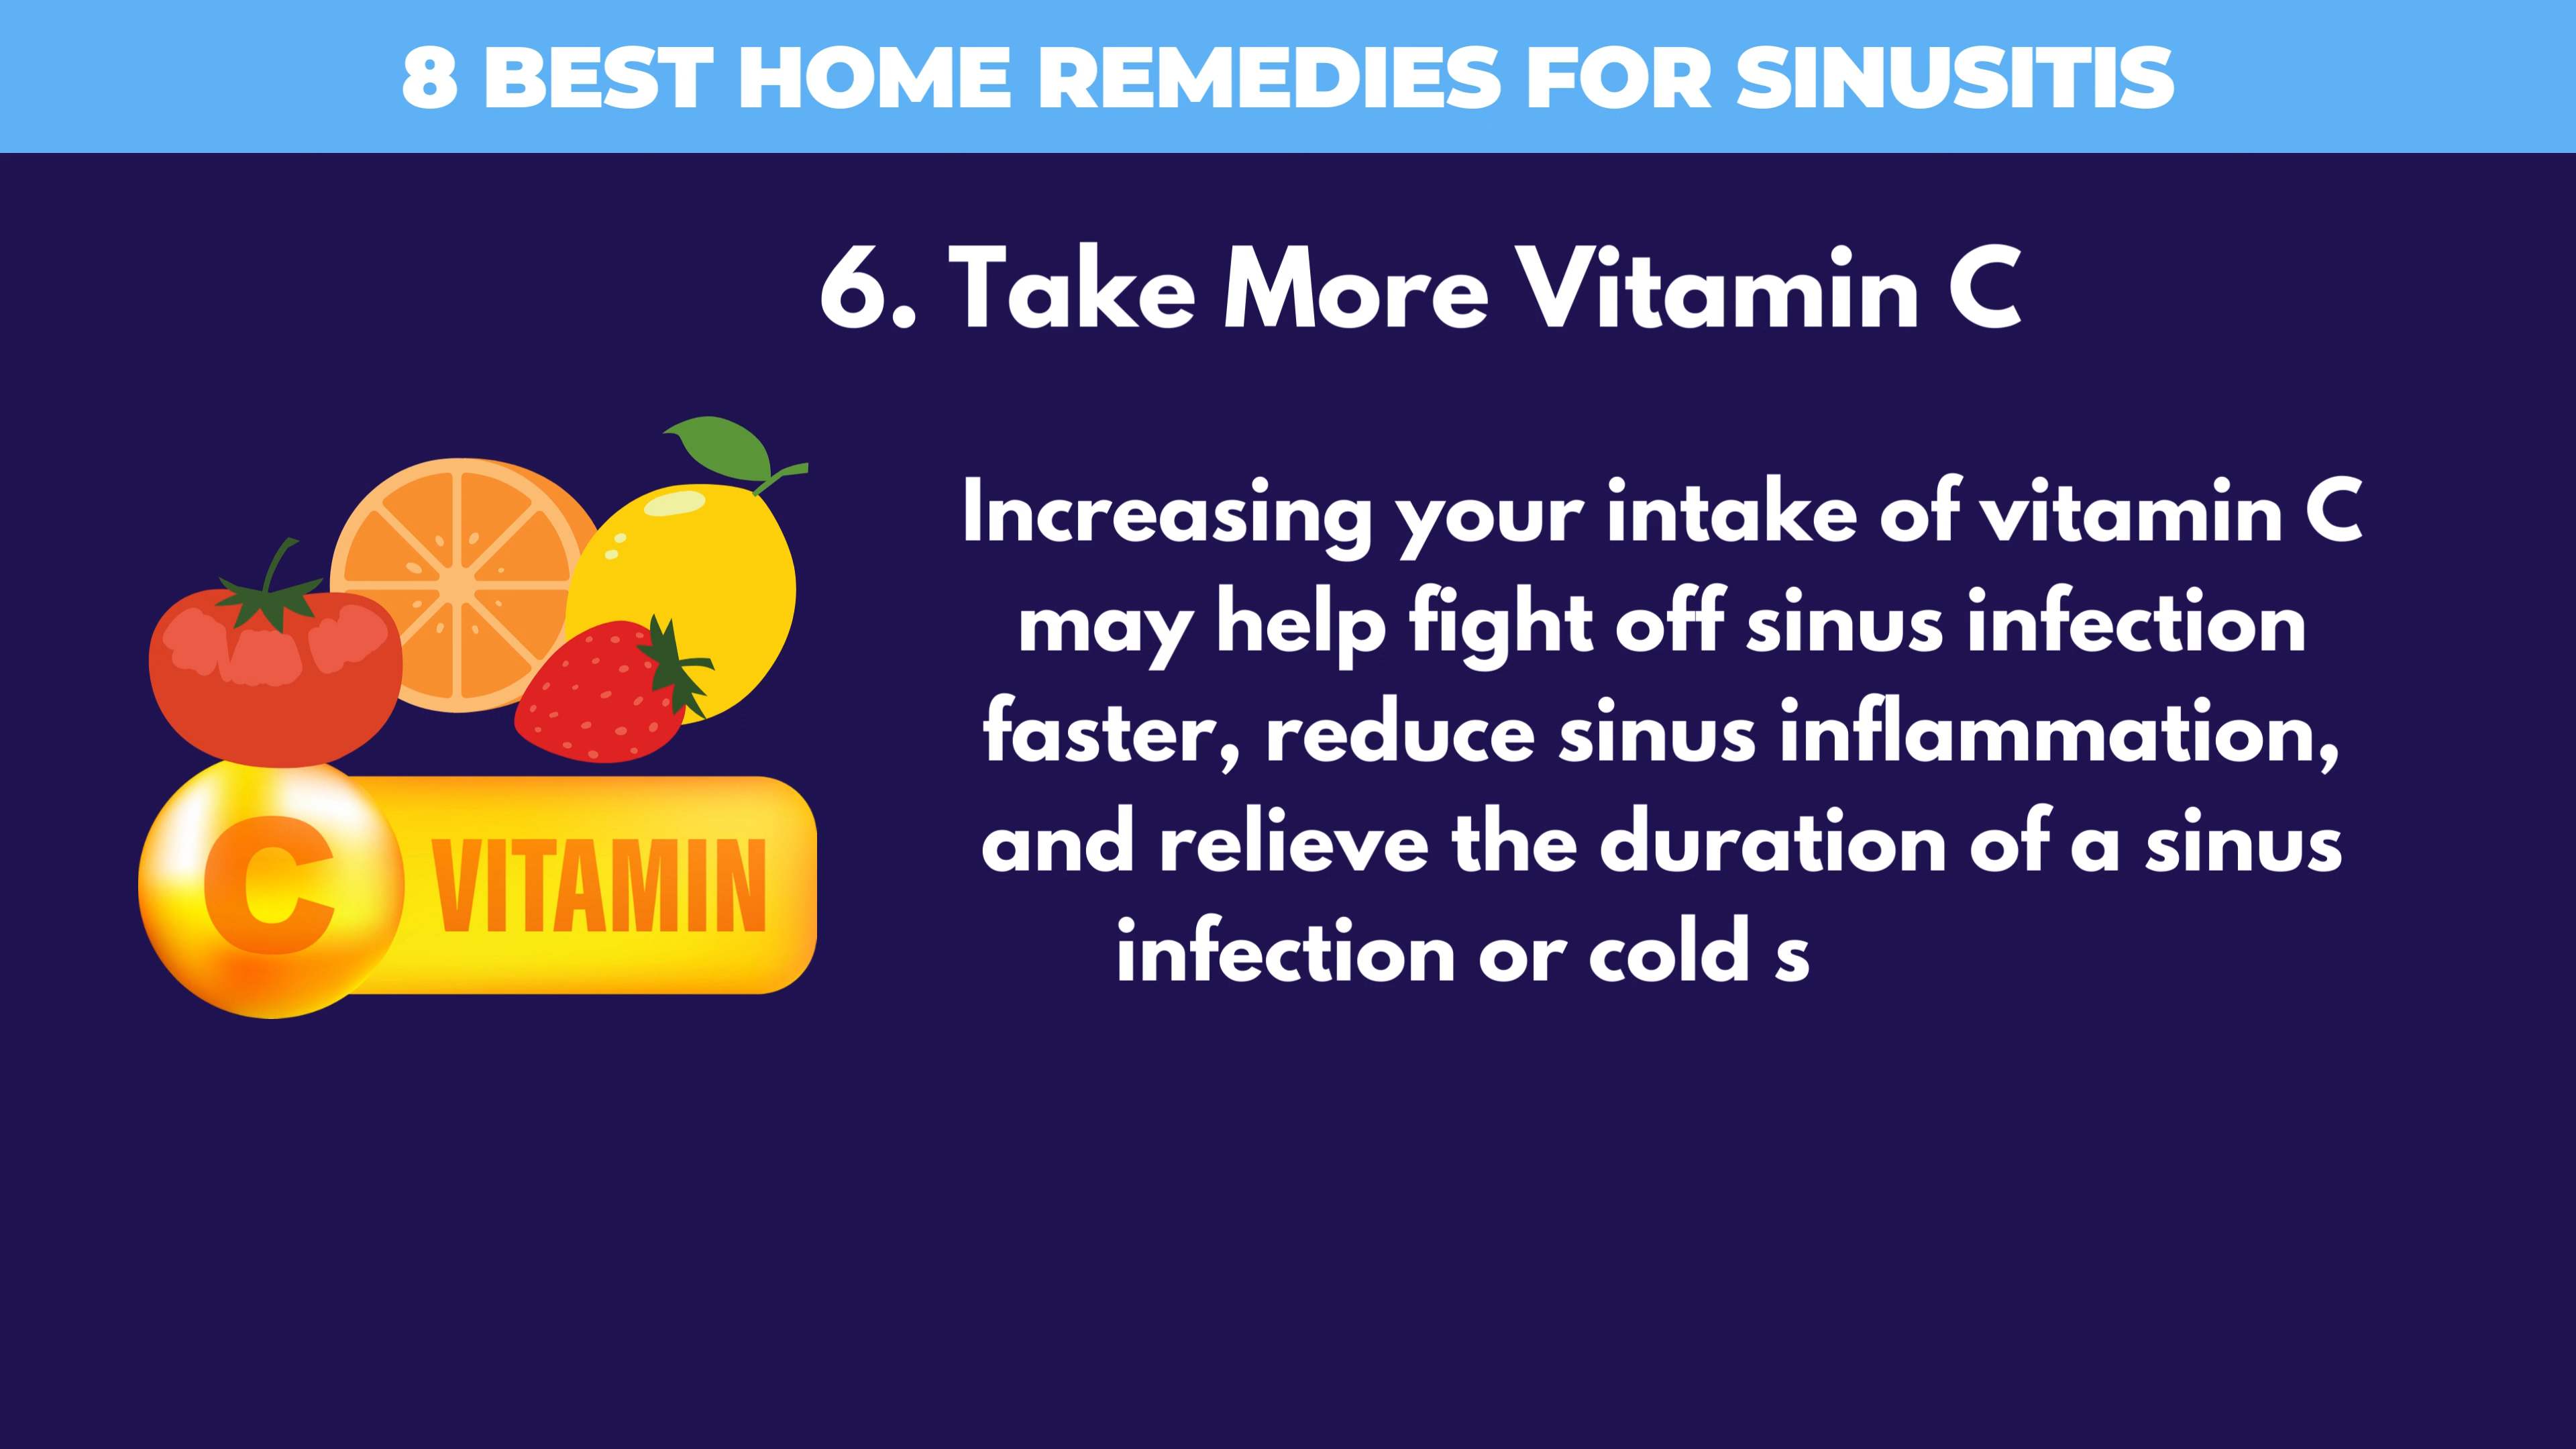 8 BEST HOME REMEDIES FOR SINUSITIS
6. Take More Vitamin C
Increasing your intake of vitamin C
may help fight off sinus infection
faster, reduce sinus inflammation,
and relieve the duration of a sinus
infection or cold s
C VITAMIN